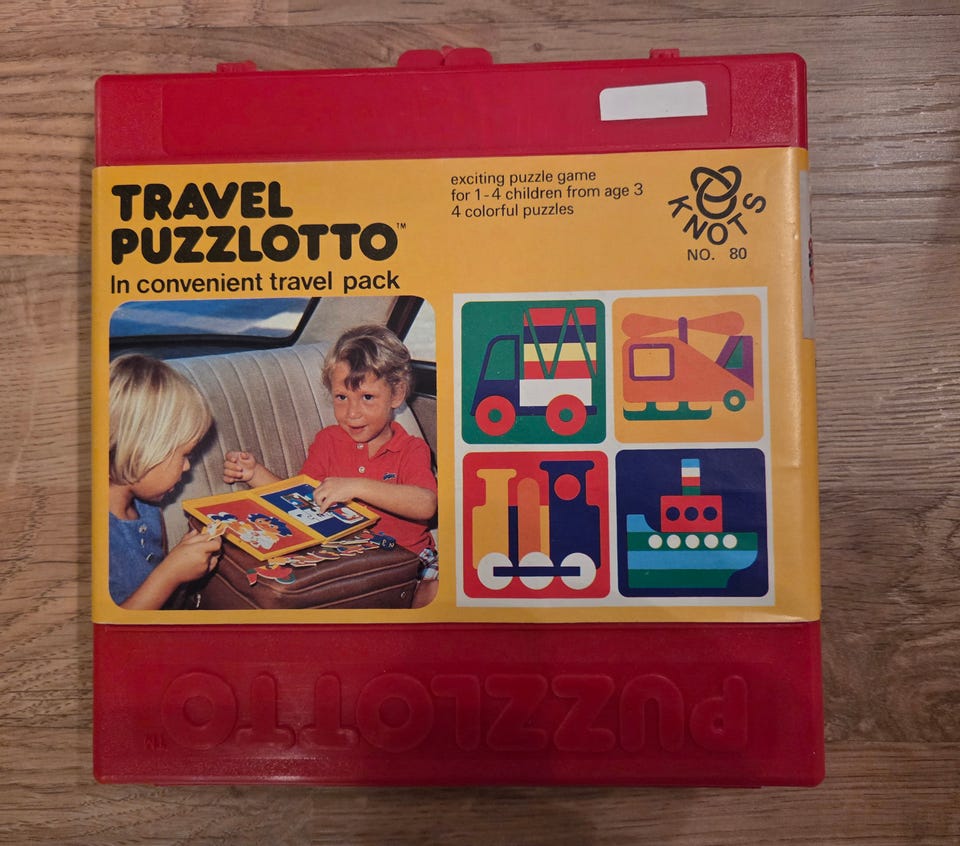 TRAVEL
PUZZLOTTO™
In convenient travel pack
exciting puzzle game
for 1-4 children from age 3
4 colorful puzzles
KNOTS
NO. 80
PUZZLOTTO
TM